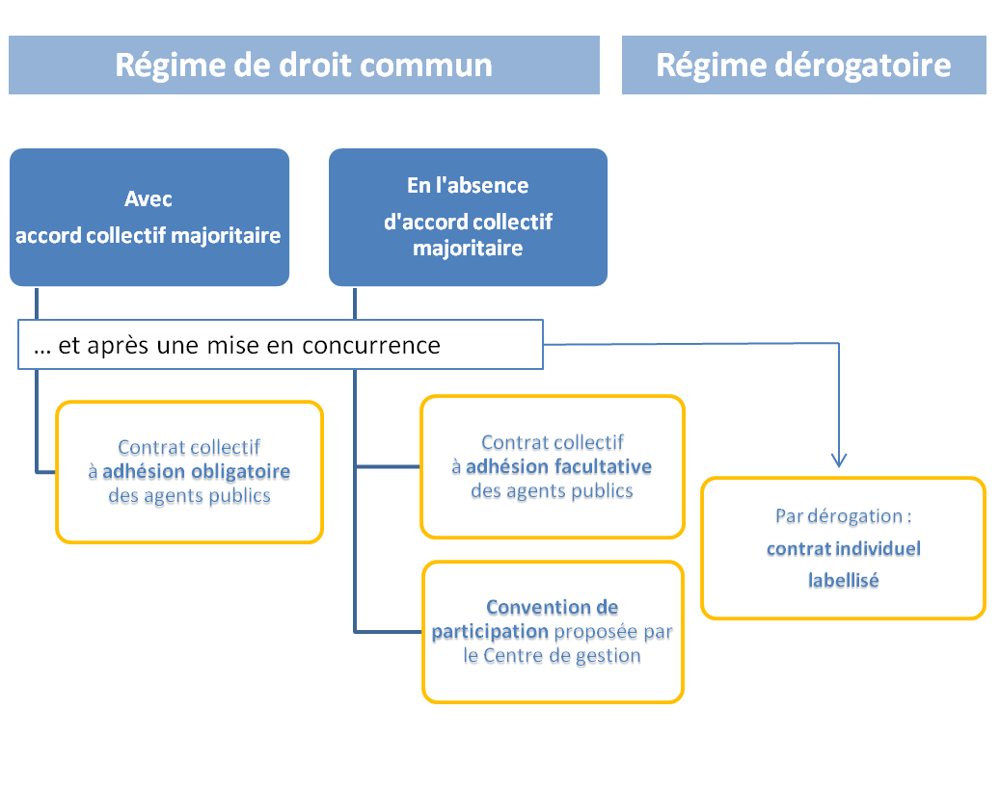 Régime de droit commun
Régime dérogatoire
Avec
accord collectif majoritaire
En l'absence
d'accord collectif
majoritaire
... et après une mise en concurrence
Contrat collectif
à adhésion obligatoire
des agents publics
Contrat collectif
à adhésion facultative
des agents publics
Convention de
participation proposée par
le Centre de gestion
Par dérogation :
contrat individuel
labellisé